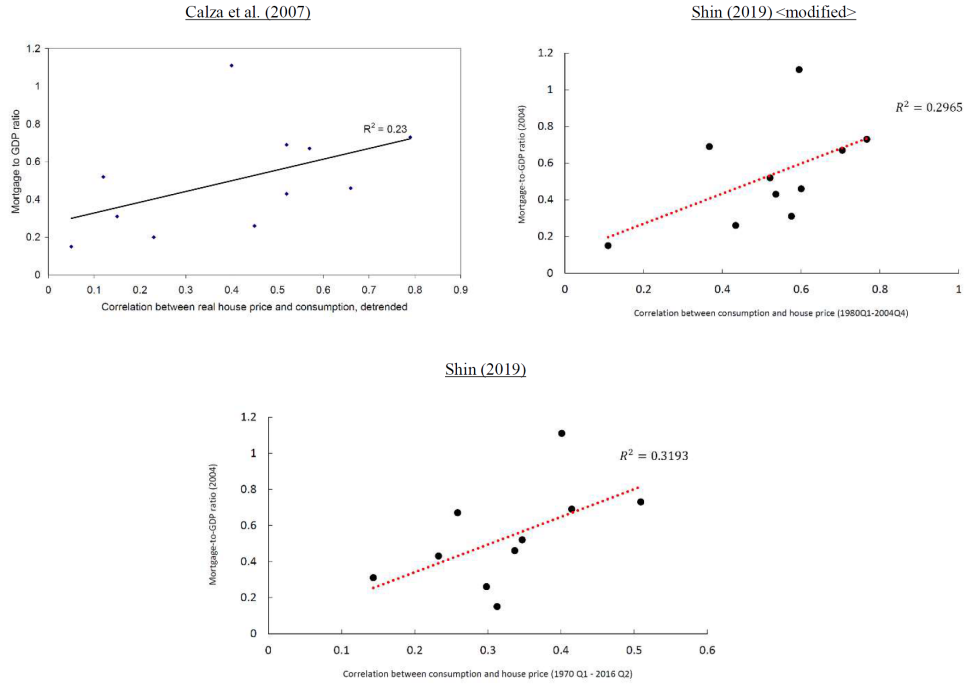 Calza et al. (2007)
1.2
1
0.8
0.6
0.4
0.2
0
Mortgage to GDP ratio
R² = 0.23
0 0.1 0.2 0.3 0.4 0.5 0.6 0.7 0.8 0.9
Correlation between real house price and consumption, detrended
Shin (2019) <modified>
1.2
1
0.8
0.6
0.4
0.2
0
Mortgage-to-GDP ratio (2004)
R² = 0.2965
0 0.2 0.4 0.6 0.8 1
Correlation between consumption and house price (1980Q1-2004Q4)
Shin (2019)
1.2
1
0.8
0.6
0.4
0.2
0
Mortgage-to-GDP ratio (2004)
R² = 0.3193
0 0.1 0.2 0.3 0.4 0.5 0.6
Correlation between consumption and house price (1970 Q1 - 2016 Q2)